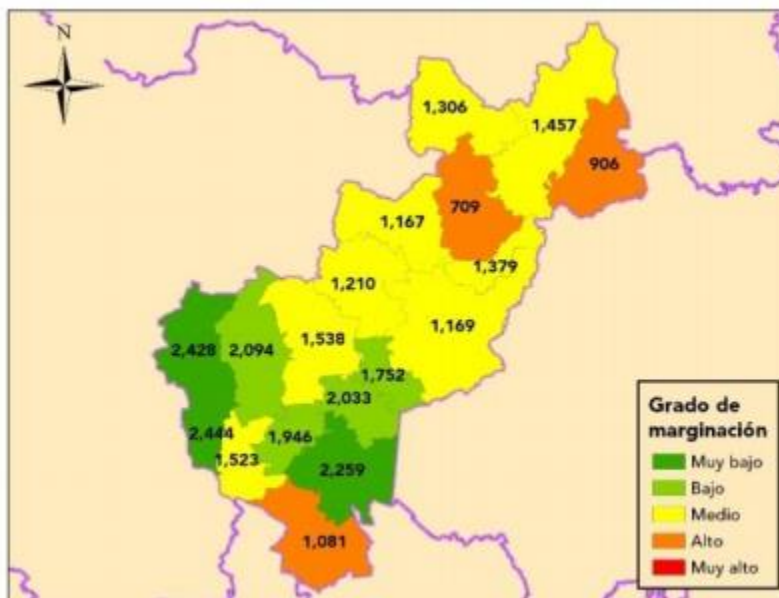 N
1,306
1,457
906
709
1,167
1,379
1,210
1,169
1,538
2,428
2,094
1,752
2,033
2,444
1,946
1,523
2,259
1,081
Grado de
marginación
Muy bajo
Bajo
Medio
Alto
Muy alto